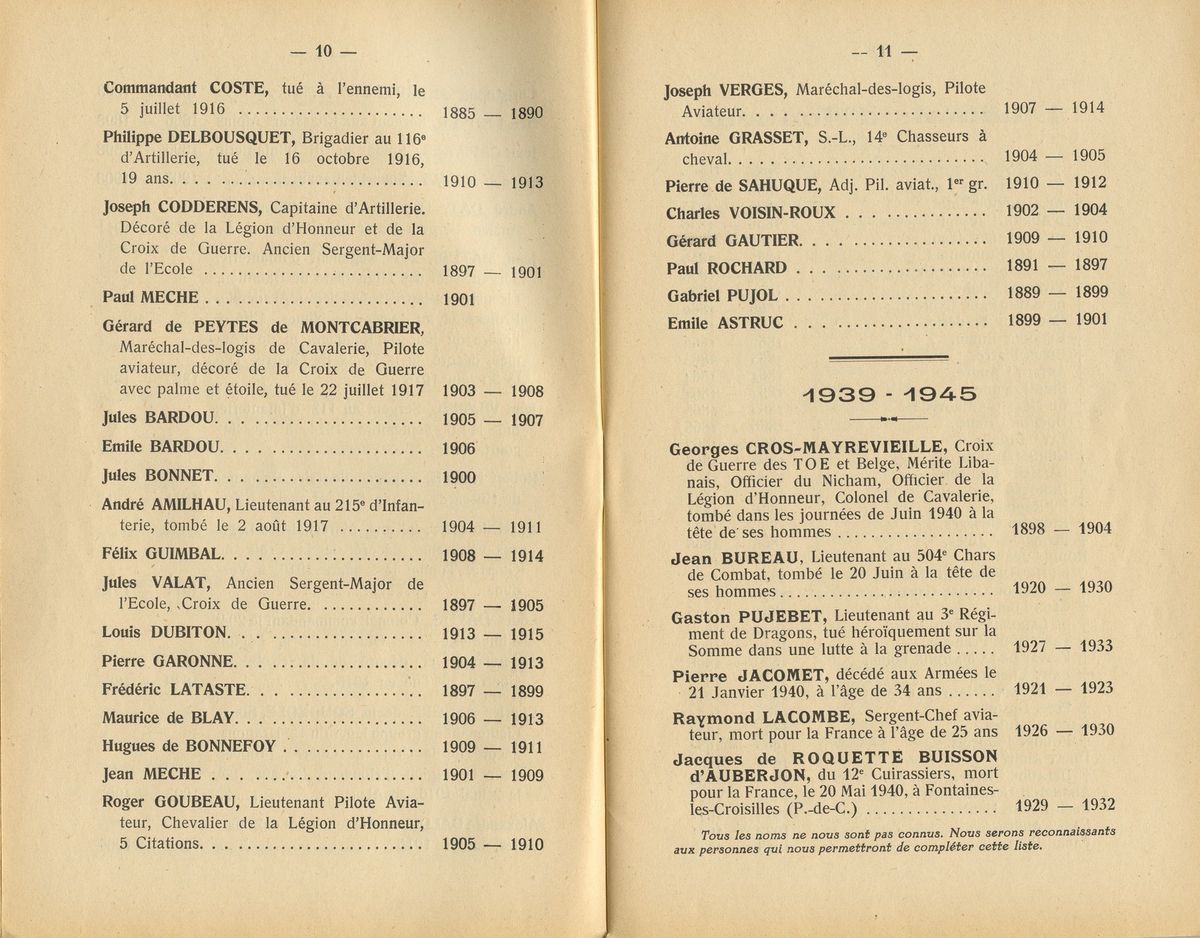 — 10 —
Commandant COSTE, tué à l'ennemi, le
5 juillet 1916 ...................... 1885 — 1890
Philippe DELBOUSQUET, Brigadier au 116e
d'Artillerie, tué le 16 octobre 1916,
19 ans. ........................ 1910 — 1913
Joseph CODDERENS, Capitaine d'Artillerie.
Décoré de la Légion d'Honneur et de la
Croix de Guerre. Ancien Sergent-Major
de l'Ecole ........................ 1897 — 1901
Paul MECHE ........................ 1901
Gérard de PEYTES de MONTCABRIER,
Maréchal-des-logis de Cavalerie, Pilote
aviateur, décoré de la Croix de Guerre
avec palme et étoile, tué le 22 juillet 1917 1903 — 1908
Jules BARDOU. ...................... 1905 — 1907
Emile BARDOU. ...................... 1906
Jules BONNET. ...................... 1900
André AMILHAU, Lieutenant au 215e d'Infan-
terie, tombé le 2 août 1917 .......... 1904 — 1911
Félix GUIMBAL. ..................... 1908 — 1914
Jules VALAT, Ancien Sergent-Major de
l'Ecole, Croix de Guerre. ............ 1897 — 1905
Louis DUBITON. ..................... 1913 — 1915
Pierre GARONNE. .................... 1904 — 1913
Frédéric LATASTE. .................. 1897 — 1899
Maurice de BLAY. ................... 1906 — 1913
Hugues de BONNEFOY ............... 1909 — 1911
Jean MECHE ....................... 1901 — 1909
Roger GOUBEAU, Lieutenant Pilote Avia-
teur, Chevalier de la Légion d'Honneur,
5 Citations. ........................ 1905 — 1910
-- 11 —
Joseph VERGES, Maréchal-des-logis, Pilote
Aviateur. .......................... 1907 — 1914
Antoine GRASSET, S.-L., 14e Chasseurs à
cheval. ............................ 1904 — 1905
Pierre de SAHUQUE, Adj. Pil. aviat., 1er gr. 1910 — 1912
Charles VOISIN-ROUX ............... 1902 — 1904
Gérard GAUTIER. .................... 1909 — 1910
Paul ROCHARD ..................... 1891 — 1897
Gabriel PUJOL ...................... 1889 — 1899
Emile ASTRUC ..................... 1899 — 1901
1939 - 1945
Georges CROS-MAYREVIEILLE, Croix
de Guerre des TOE et Belge, Mérite Liba-
nais, Officier du Nicham, Officier de la
Légion d'Honneur, Colonel de Cavalerie,
tombé dans les journées de Juin 1940 à la
tête de ses hommes .................. 1898 — 1904
Jean BUREAU, Lieutenant au 504e Chars
de Combat, tombé le 20 Juin à la tête de
ses hommes ........................ 1920 — 1930
Gaston PUJEBET, Lieutenant au 3e Régi-
ment de Dragons, tué héroïquement sur la
Somme dans une lutte à la grenade ..... 1927 — 1933
Pierre JACOMET, décédé aux Armées le
21 Janvier 1940, à l'âge de 34 ans ...... 1921 — 1923
Raymond LACOMBE, Sergent-Chef avia-
teur, mort pour la France à l'âge de 25 ans 1926 — 1930
Jacques de ROQUETTE BUISSON
d'AUBERJON, du 12e Cuirassiers, mort
pour la France, le 20 Mai 1940, à Fontaines-
les-Croisilles (P.-de-C.) ................ 1929 — 1932
Tous les noms ne nous sont pas connus. Nous serons reconnaissants
aux personnes qui nous permettront de compléter cette liste.